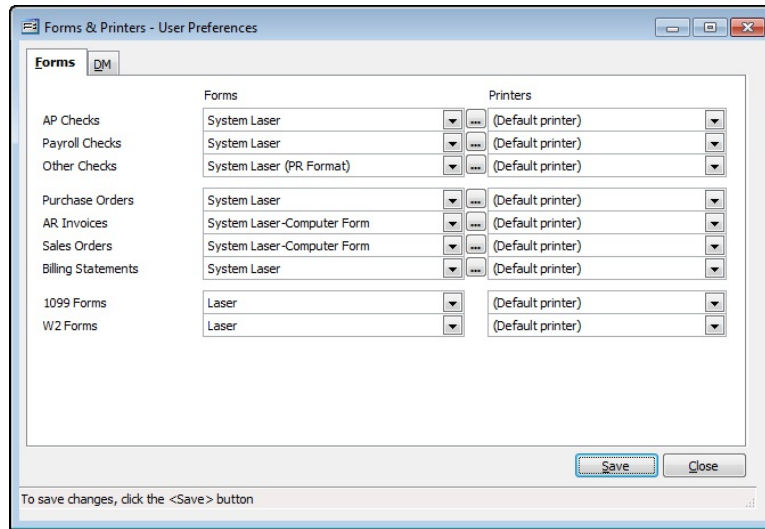 Forms & Printers - User Preferences
Forms DM
Forms Printers
AP Checks System Laser ... (Default printer)
Payroll Checks System Laser ... (Default printer)
Other Checks System Laser (PR Format) ... (Default printer)
Purchase Orders System Laser ... (Default printer)
AR Invoices System Laser-Computer Form ... (Default printer)
Sales Orders System Laser-Computer Form ... (Default printer)
Billing Statements System Laser ... (Default printer)
1099 Forms Laser (Default printer)
W2 Forms Laser (Default printer)
Save Close
To save changes, click the <Save> button